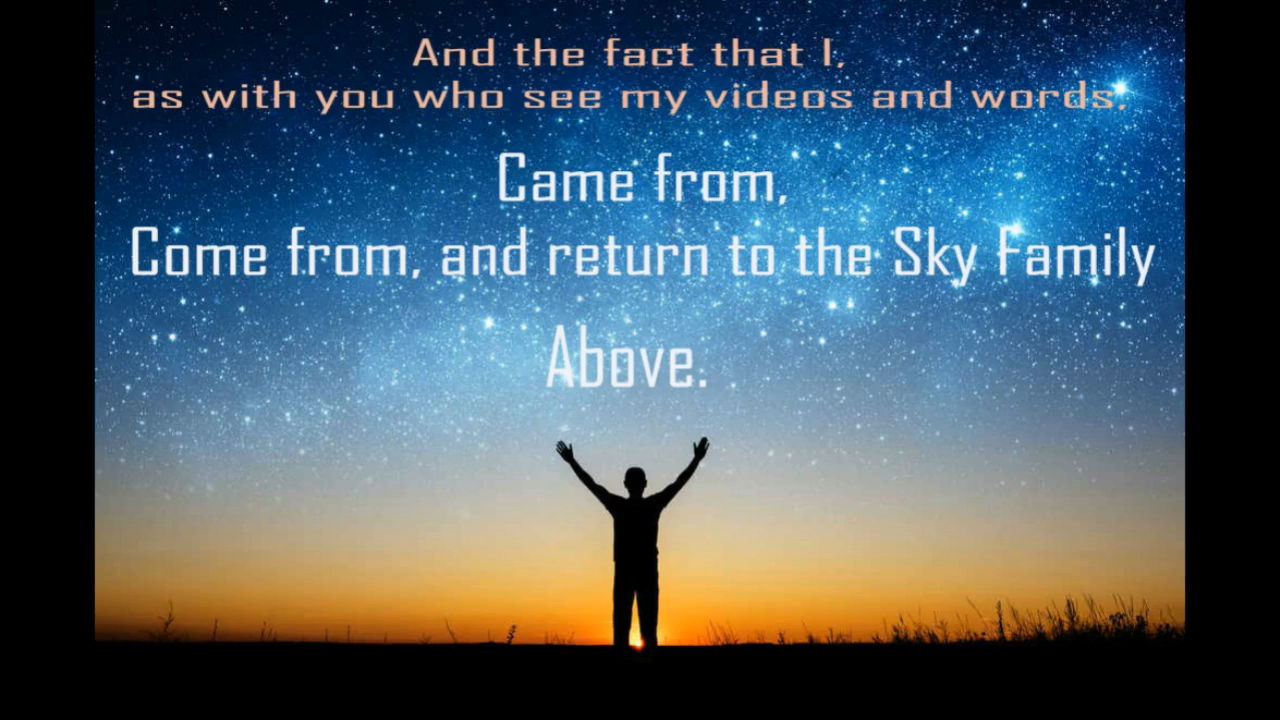 And the fact that I,
as with you who see my videos and words.
Came from,
Come from, and return to the Sky Family
Above.